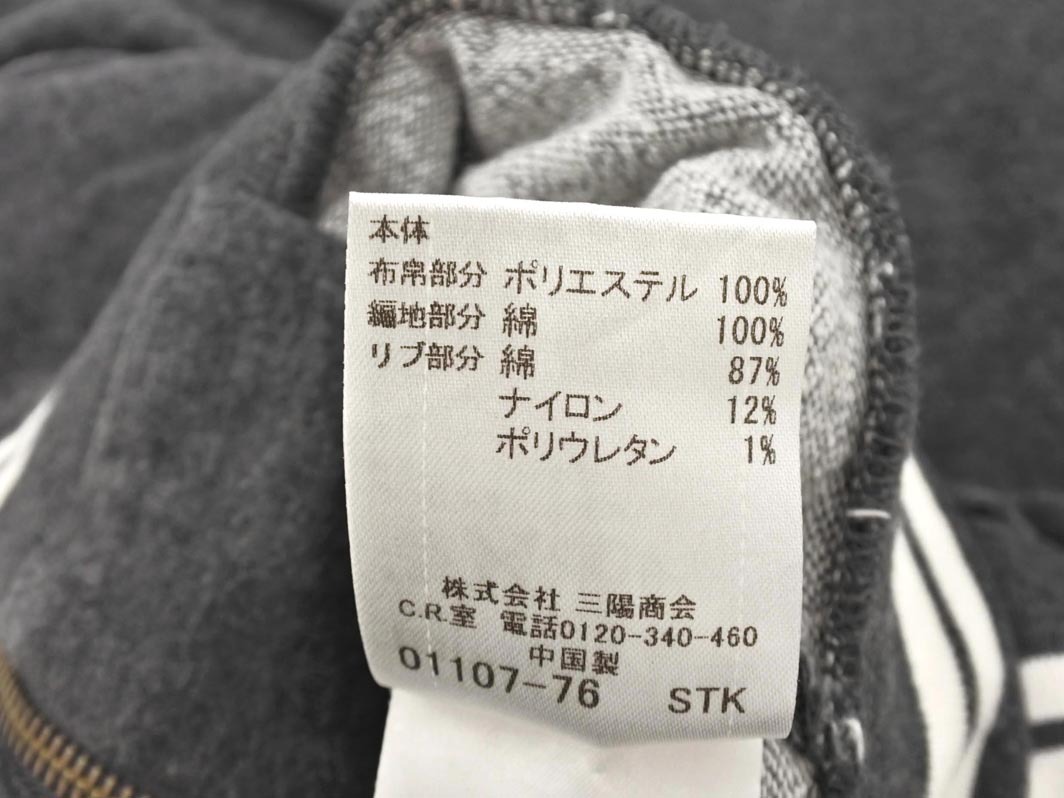 本体
布帛部分 ポリエステル 100%
編地部分 綿 100%
リブ部分 綿 87%
ナイロン 12%
ポリウレタン 1%
株式会社 三陽商会
C.R.室 電話0120-340-460
中国製
01107-76 STK